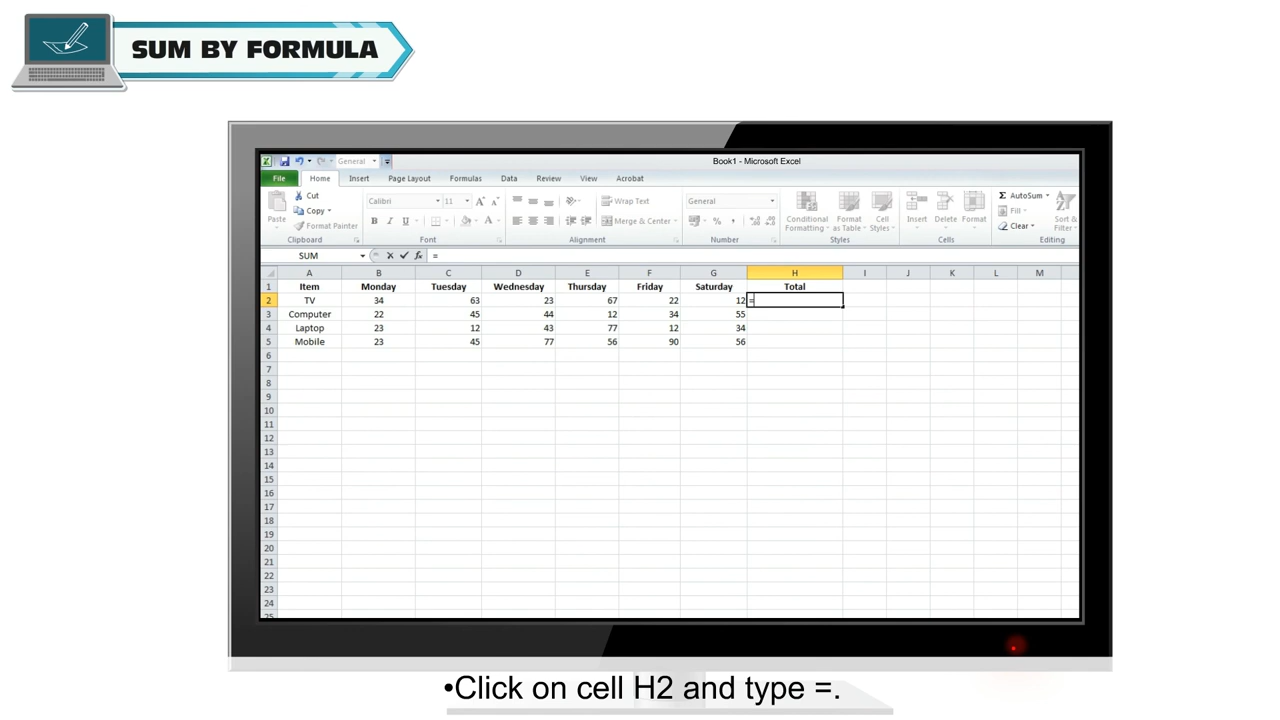 SUM BY FORMULA
Book1 - Microsoft Excel
General
File Home Insert Page Layout Formulas Data Review View Acrobat
Paste
Cut
Copy
Format Painter
Clipboard
Calibri 11
B I U
Font
Wrap Text
Merge & Center
Alignment
General
%
Number
Conditional Formatting
Format as Table
Cell Styles
Styles
Insert Delete Format
Cells
Σ AutoSum
Fill
Clear
Sort & Filter
Editing
SUM fx =
A B C D E F G H I J K L M
1 Item Monday Tuesday Wednesday Thursday Friday Saturday Total
2 TV 34 63 23 67 22 12 =
3 Computer 22 45 44 12 34 55
4 Laptop 23 12 43 77 12 34
5 Mobile 23 45 77 56 90 56
6
7
8
9
10
11
12
13
14
15
16
17
18
19
20
21
22
23
24
25
•Click on cell H2 and type =.